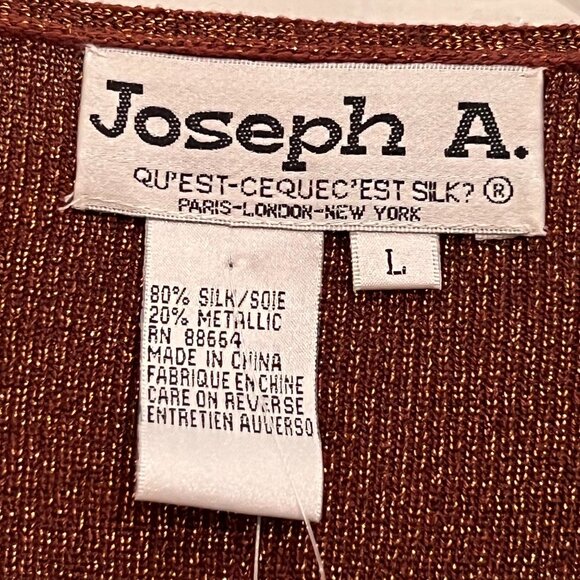 Joseph A.
QU'EST-CEQUEC'EST SILK? ®
PARIS-LONDON-NEW YORK
L
80% SILK/SOIE
20% METALLIC
RN 88664
MADE IN CHINA
FABRIQUE EN CHINE
CARE ON REVERSE
ENTRETIEN AUVERSO